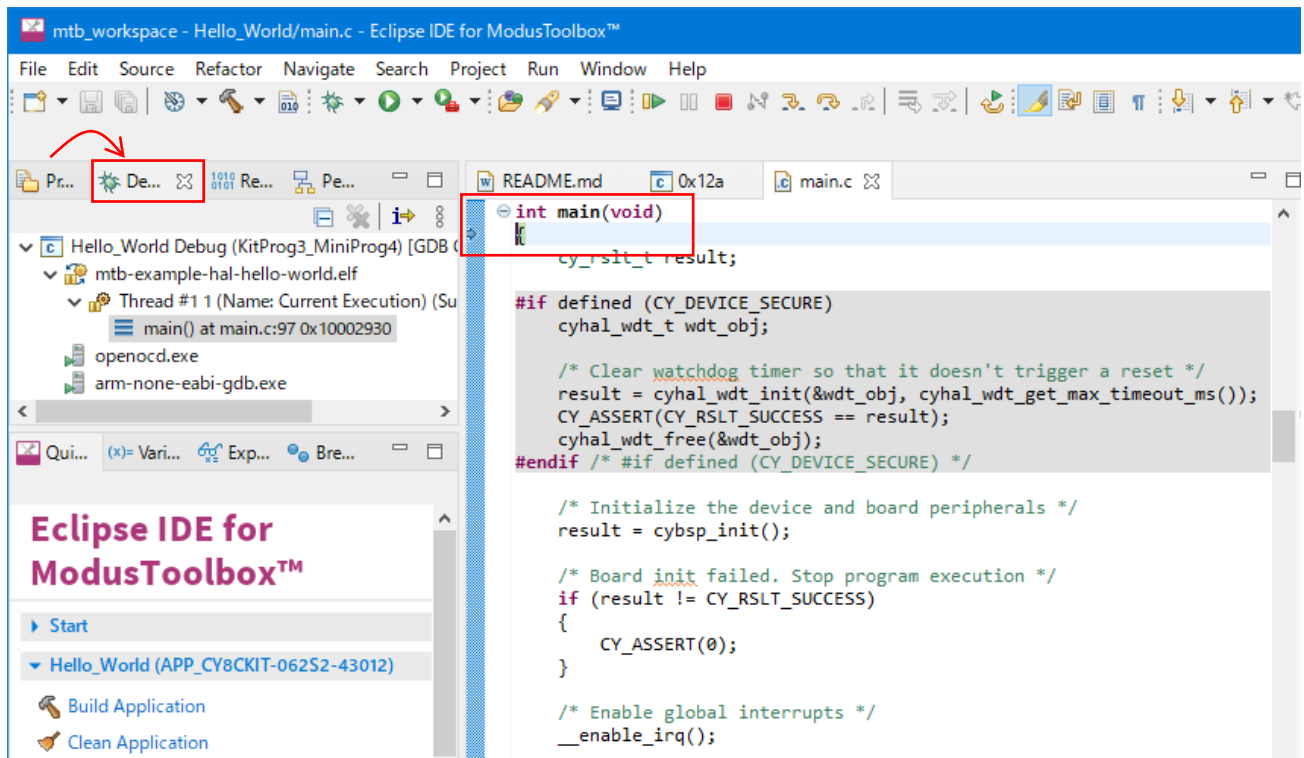 mtb_workspace - Hello_World/main.c - Eclipse IDE for ModusToolbox™
File Edit Source Refactor Navigate Search Project Run Window Help
Pr... De... Re... Pe...
Hello_World Debug (KitProg3_MiniProg4) [GDB
mtb-example-hal-hello-world.elf
Thread #1 1 (Name: Current Execution) (Su
main() at main.c:97 0x10002930
openocd.exe
arm-none-eabi-gdb.exe
Qui... (x)= Vari... Exp... Bre...
Eclipse IDE for
ModusToolbox™
Start
Hello_World (APP_CY8CKIT-062S2-43012)
Build Application
Clean Application
README.md 0x12a main.c
int main(void)
{
cy_rslt_t result;
#if defined (CY_DEVICE_SECURE)
cyhal_wdt_t wdt_obj;
/* Clear watchdog timer so that it doesn't trigger a reset */
result = cyhal_wdt_init(&wdt_obj, cyhal_wdt_get_max_timeout_ms());
CY_ASSERT(CY_RSLT_SUCCESS == result);
cyhal_wdt_free(&wdt_obj);
#endif /* #if defined (CY_DEVICE_SECURE) */
/* Initialize the device and board peripherals */
result = cybsp_init();
/* Board init failed. Stop program execution */
if (result != CY_RSLT_SUCCESS)
{
CY_ASSERT(0);
}
/* Enable global interrupts */
__enable_irq();